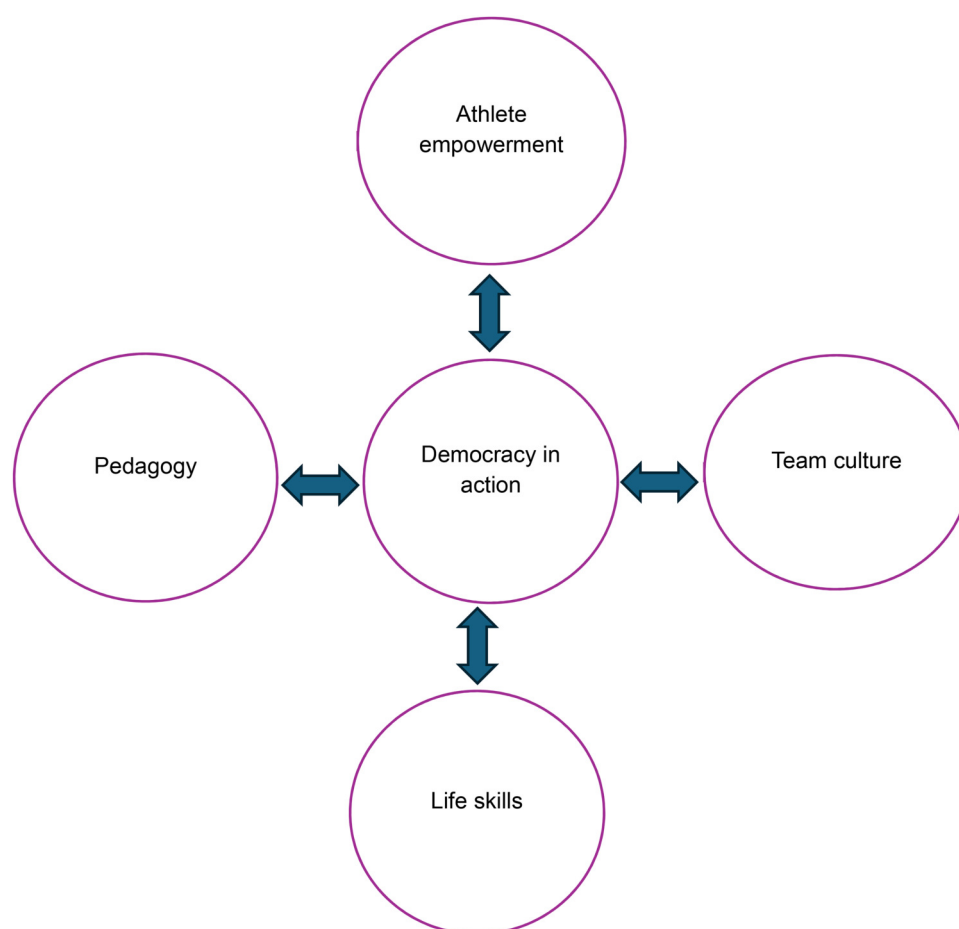 Athlete
empowerment
Pedagogy
Democracy in
action
Team culture
Life skills